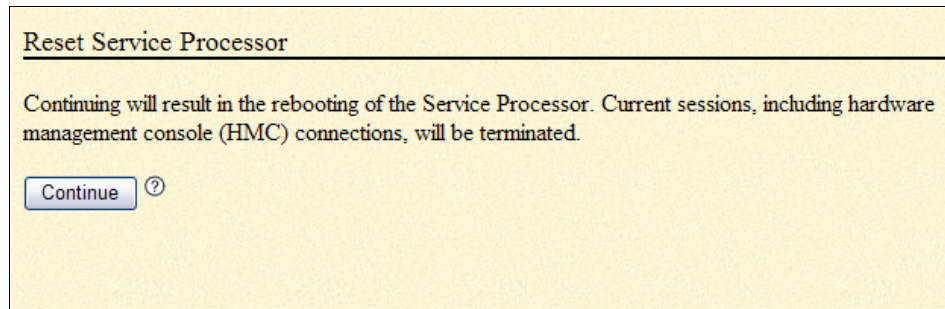 Reset Service Processor
Continuing will result in the rebooting of the Service Processor. Current sessions, including hardware
management console (HMC) connections, will be terminated.
Continue ?